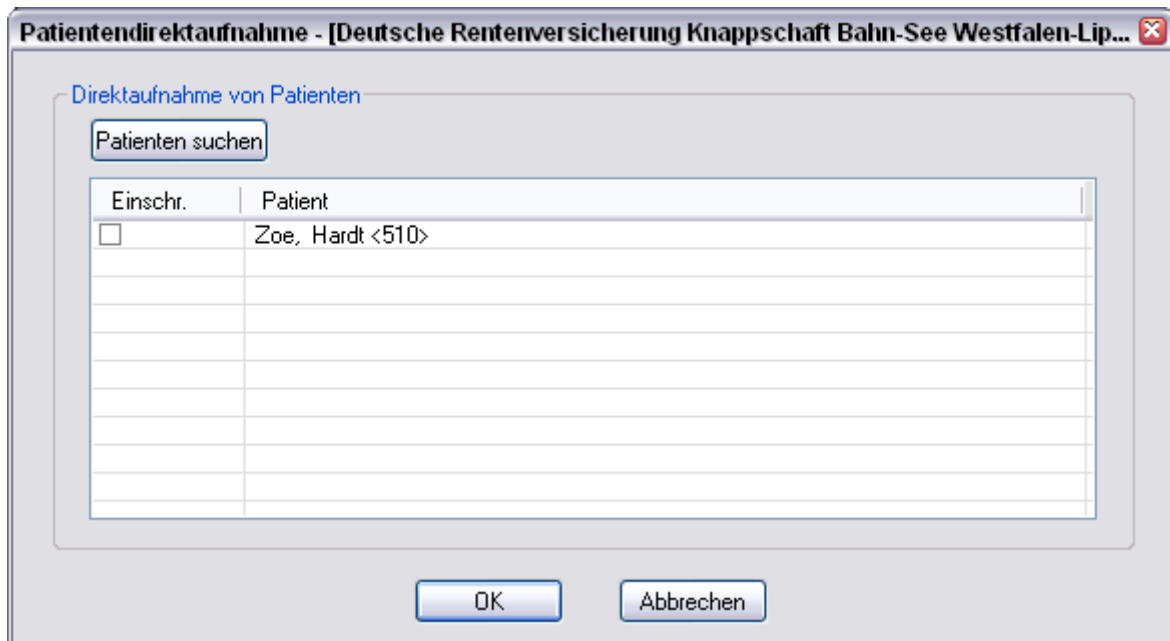 Patientendirektaufnahme - [Deutsche Rentenversicherung Knappschaft Bahn-See Westfalen-Lip...
Direktaufnahme von Patienten
Patienten suchen
Einschr. Patient
Zoe, Hardt <510>
OK Abbrechen